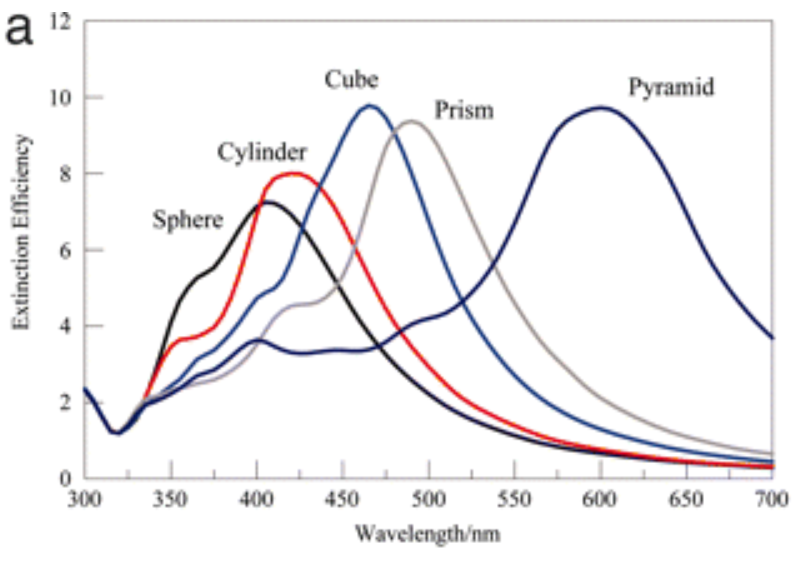 a
12
Cube
Pyramid
10
Prism
Cylinder
8
Sphere
6
4
2
0
Extinction Efficiency
300 350 400 450 500 550 600 650 700
Wavelength/nm